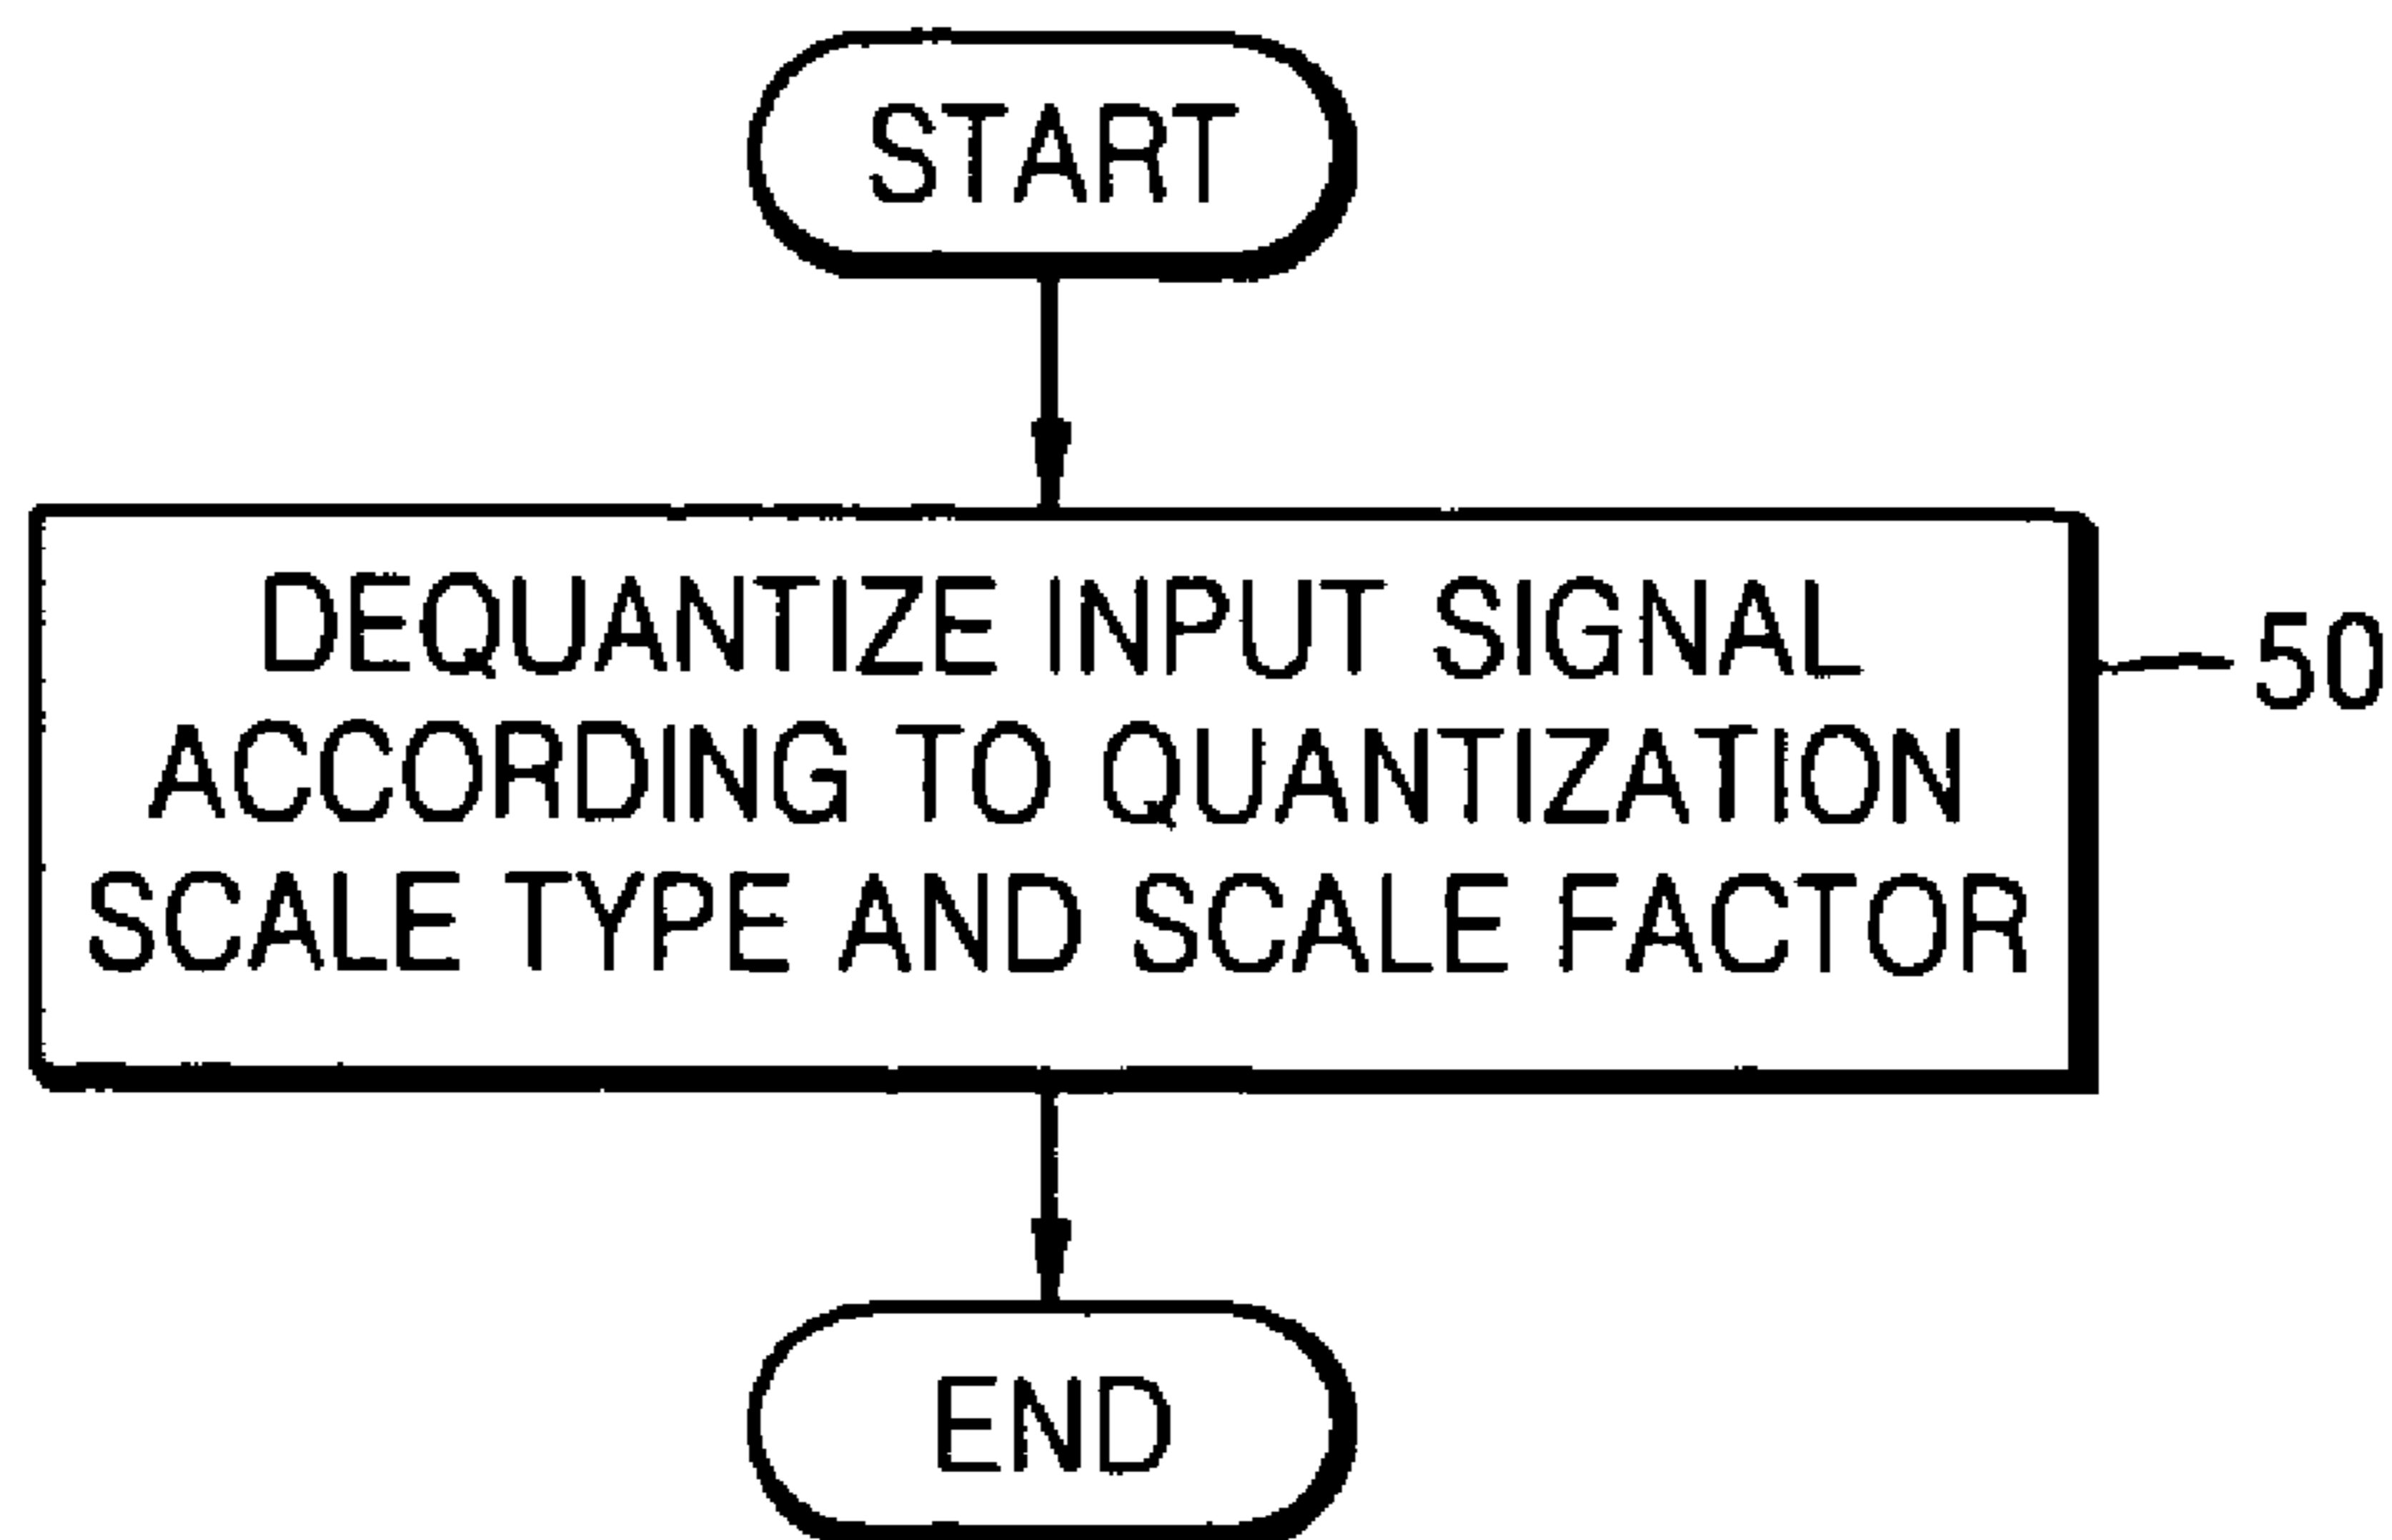 START
DEQUANTIZE INPUT SIGNAL
ACCORDING TO QUANTIZATION
SCALE TYPE AND SCALE FACTOR
50
END